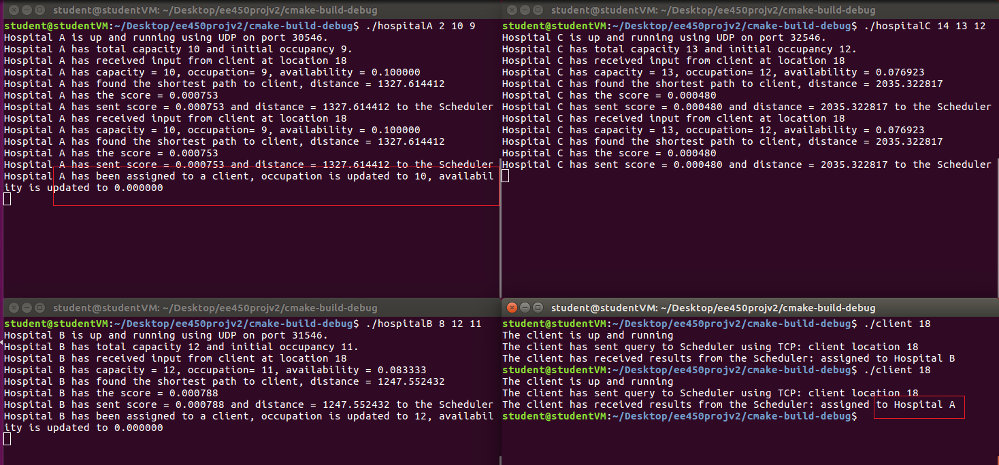 student@studentVM: ~/Desktop/ee450projv2/cmake-build-debug
student@studentVM:~/Desktop/ee450projv2/cmake-build-debug$ ./hospitalA 2 10 9
Hospital A is up and running using UDP on port 30546.
Hospital A has total capacity 10 and initial occupancy 9.
Hospital A has received input from client at location 18
Hospital A has capacity = 10, occupation= 9, availability = 0.100000
Hospital A has found the shortest path to client, distance = 1327.614412
Hospital A has the score = 0.000753
Hospital A has sent score = 0.000753 and distance = 1327.614412 to the Scheduler
Hospital A has received input from client at location 18
Hospital A has capacity = 10, occupation= 9, availability = 0.100000
Hospital A has found the shortest path to client, distance = 1327.614412
Hospital A has the score = 0.000753
Hospital A has sent score = 0.000753 and distance = 1327.614412 to the Scheduler
Hospital A has been assigned to a client, occupation is updated to 10, availabil
ity is updated to 0.000000
student@studentVM: ~/Desktop/ee450projv2/cmake-build-debug
student@studentVM:~/Desktop/ee450projv2/cmake-build-debug$ ./hospitalC 14 13 12
Hospital C is up and running using UDP on port 32546.
Hospital C has total capacity 13 and initial occupancy 12.
Hospital C has received input from client at location 18
Hospital C has capacity = 13, occupation= 12, availability = 0.076923
Hospital C has found the shortest path to client, distance = 2035.322817
Hospital C has the score = 0.000480
Hospital C has sent score = 0.000480 and distance = 2035.322817 to the Scheduler
Hospital C has received input from client at location 18
Hospital C has capacity = 13, occupation= 12, availability = 0.076923
Hospital C has found the shortest path to client, distance = 2035.322817
Hospital C has the score = 0.000480
Hospital C has sent score = 0.000480 and distance = 2035.322817 to the Scheduler
student@studentVM: ~/Desktop/ee450projv2/cmake-build-debug
student@studentVM:~/Desktop/ee450projv2/cmake-build-debug$ ./hospitalB 8 12 11
Hospital B is up and running using UDP on port 31546.
Hospital B has total capacity 12 and initial occupancy 11.
Hospital B has received input from client at location 18
Hospital B has capacity = 12, occupation= 11, availability = 0.083333
Hospital B has found the shortest path to client, distance = 1247.552432
Hospital B has the score = 0.000788
Hospital B has sent score = 0.000788 and distance = 1247.552432 to the Scheduler
Hospital B has been assigned to a client, occupation is updated to 12, availabil
ity is updated to 0.000000
student@studentVM: ~/Desktop/ee450projv2/cmake-build-debug
student@studentVM:~/Desktop/ee450projv2/cmake-build-debug$ ./client 18
The client is up and running
The client has sent query to Scheduler using TCP: client location 18
The client has received results from the Scheduler: assigned to Hospital B
student@studentVM:~/Desktop/ee450projv2/cmake-build-debug$ ./client 18
The client is up and running
The client has sent query to Scheduler using TCP: client location 18
The client has received results from the Scheduler: assigned to Hospital A
student@studentVM:~/Desktop/ee450projv2/cmake-build-debug$